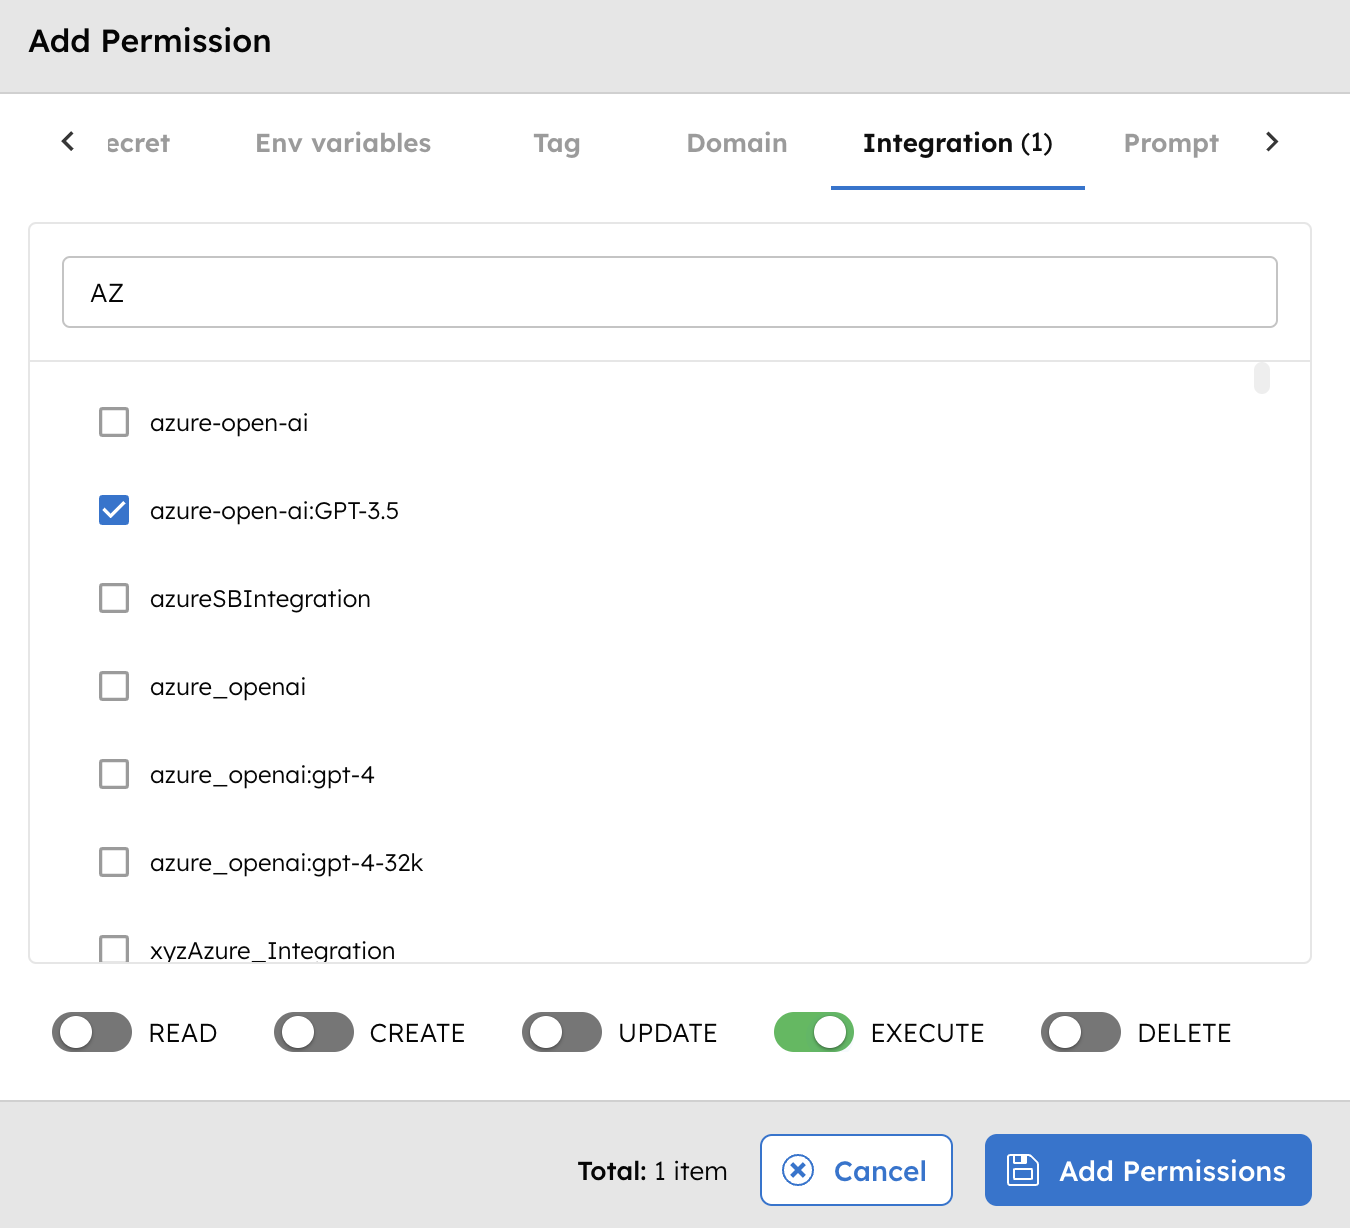 Add Permission
ecret Env variables Tag Domain Integration (1) Prompt
AZ
azure-open-ai
azure-open-ai:GPT-3.5
azureSBIntegration
azure_openai
azure_openai:gpt-4
azure_openai:gpt-4-32k
xyzAzure_Integration
READ CREATE UPDATE EXECUTE DELETE
Total: 1 item Cancel Add Permissions